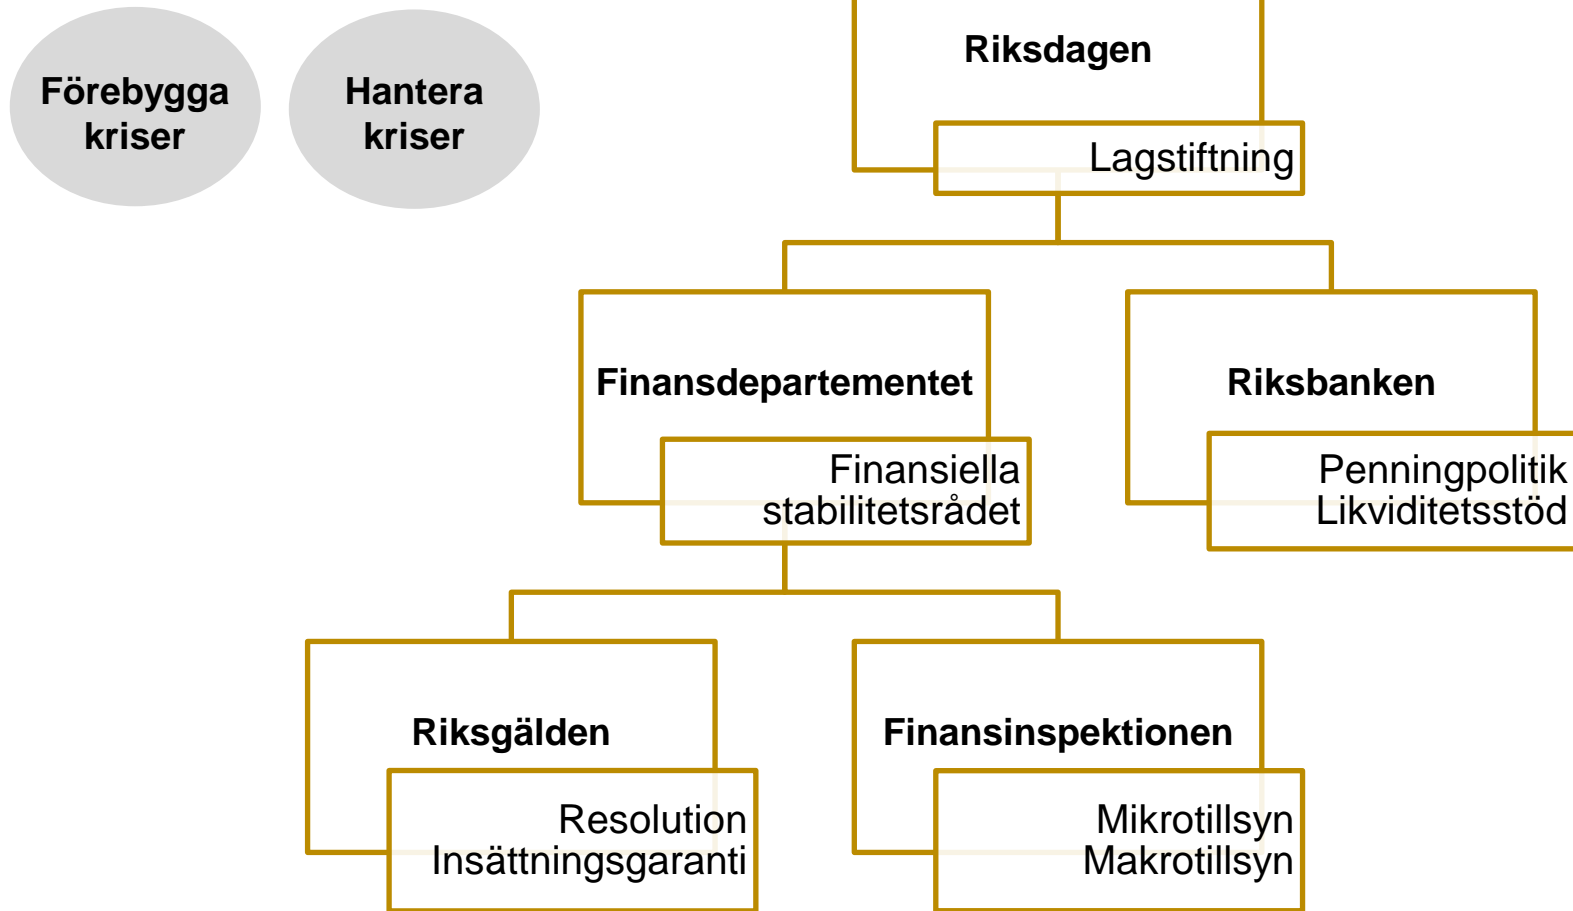 Förebygga
kriser
Hantera
kriser
Riksdagen
Lagstiftning
Finansdepartementet
Finansiella
stabilitetsrådet
Riksbanken
Penningpolitik
Likviditetsstöd
Riksgälden
Resolution
Insättningsgaranti
Finansinspektionen
Mikrotillsyn
Makrotillsyn